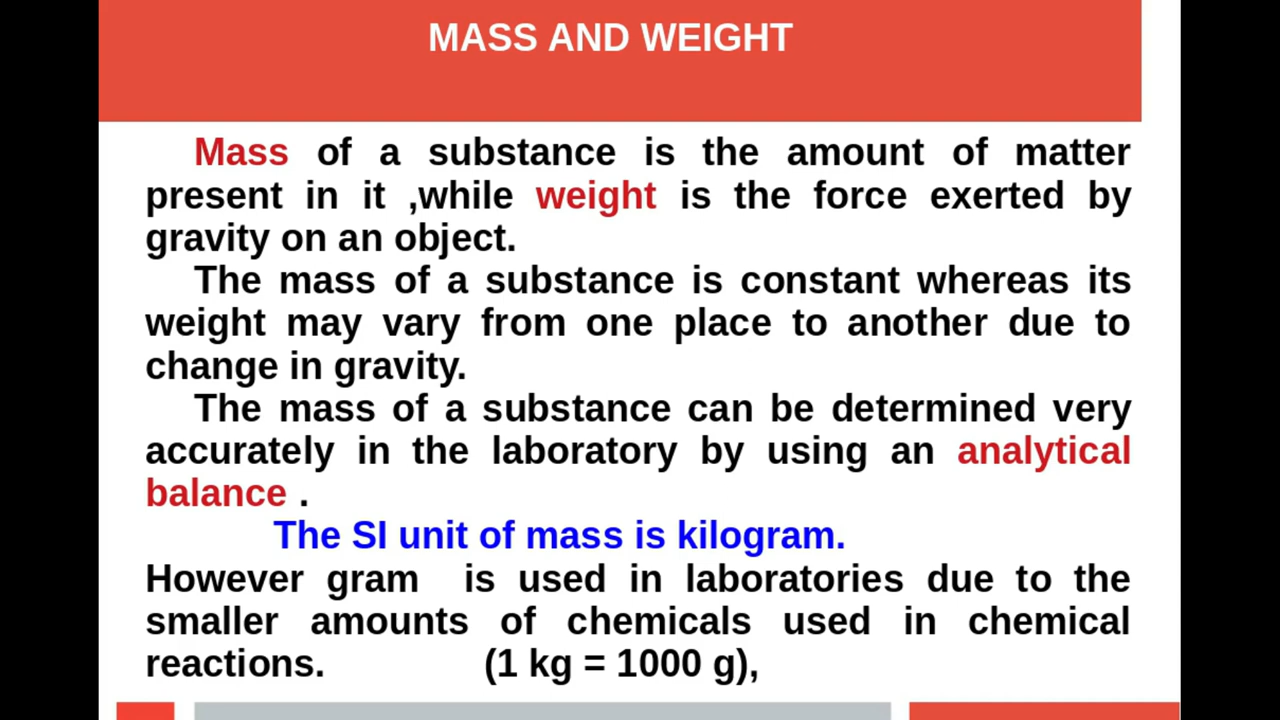 MASS AND WEIGHT
Mass of a substance is the amount of matter
present in it ,while weight is the force exerted by
gravity on an object.
The mass of a substance is constant whereas its
weight may vary from one place to another due to
change in gravity.
The mass of a substance can be determined very
accurately in the laboratory by using an analytical
balance .
The SI unit of mass is kilogram.
However gram is used in laboratories due to the
smaller amounts of chemicals used in chemical
reactions. (1 kg = 1000 g),